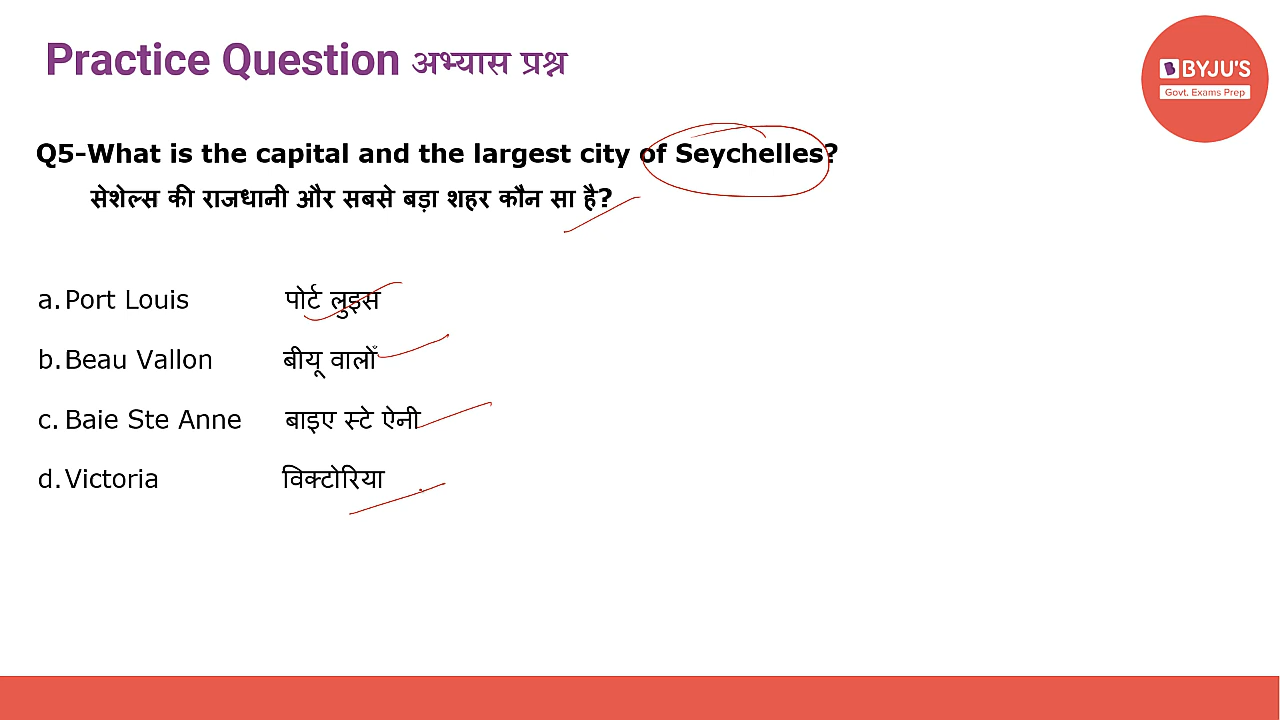 Practice Question अभ्यास प्रश्न
BYJU'S
Govt. Exams Prep
Q5-What is the capital and the largest city of Seychelles?
सेशेल्स की राजधानी और सबसे बड़ा शहर कौन सा है?
a. Port Louis पोर्ट लुइस
b. Beau Vallon बीयू वालोँ
c. Baie Ste Anne बाइए स्टे ऐनी
d. Victoria विक्टोरिया